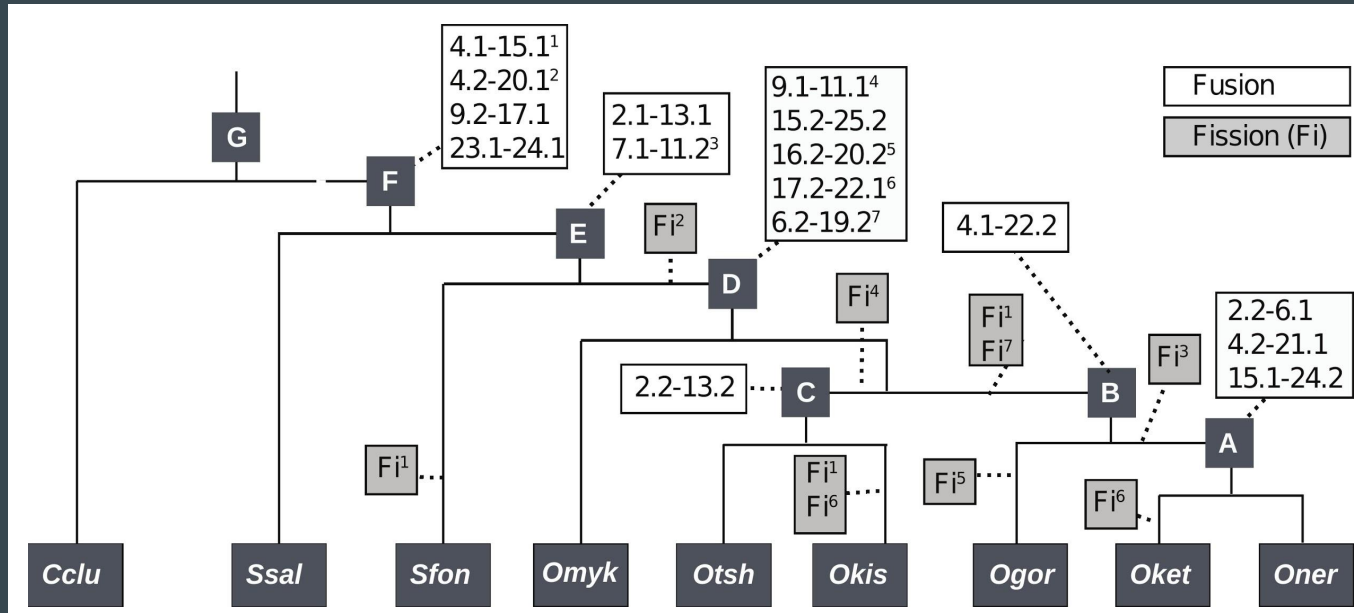 4.1-15.1¹
4.2-20.1²
9.2-17.1
23.1-24.1
2.1-13.1
7.1-11.2³
9.1-11.1⁴
15.2-25.2
16.2-20.2⁵
17.2-22.1⁶
6.2-19.2⁷
Fusion
Fission (Fi)
G
F
E
Fi²
D
4.1-22.2
Fi⁴
Fi¹
Fi⁷
2.2-6.1
4.2-21.1
15.1-24.2
Fi³
2.2-13.2
C
B
A
Fi¹
Fi¹
Fi⁶
Fi⁵
Fi⁶
Cclu
Ssal
Sfon
Omyk
Otsh
Okis
Ogor
Oket
Oner